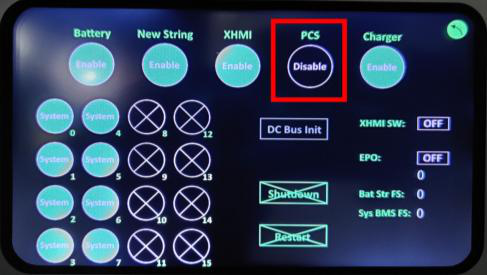 Battery New String XHMI PCS Charger
Enable Enable Enable Disable Enable
System System
0 4 8 12
DC Bus Init
XHMI SW: OFF
System System
1 5 9 13
EPO: OFF
0
System System
2 6 10 14
Shutdown
Bat Str FS: 0
Sys BMS FS: 0
System System
3 7 11 15
Restart